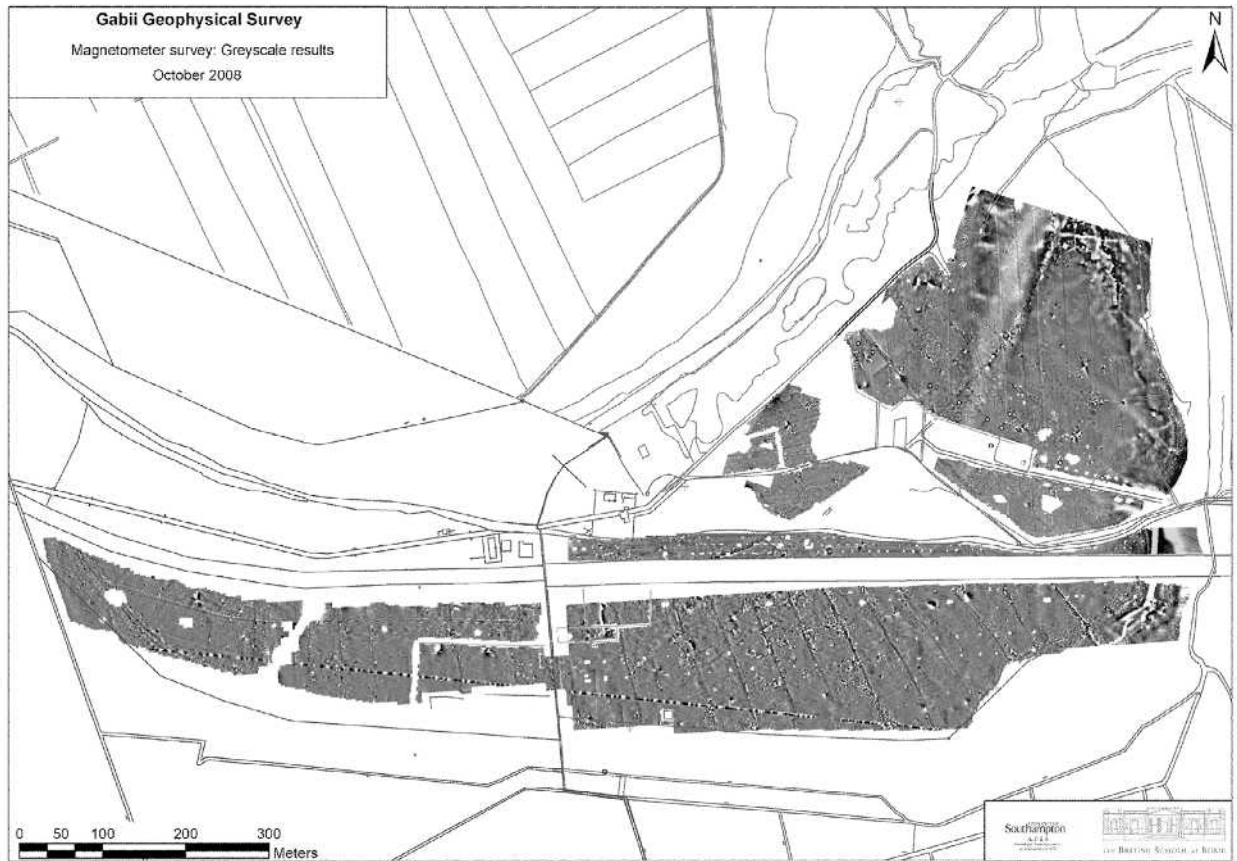 Gabii Geophysical Survey
Magnetometer survey: Greyscale results
October 2008
N
0 50 100 200 300
Meters
Southampton
THE BRITISH SCHOOL AT ROME